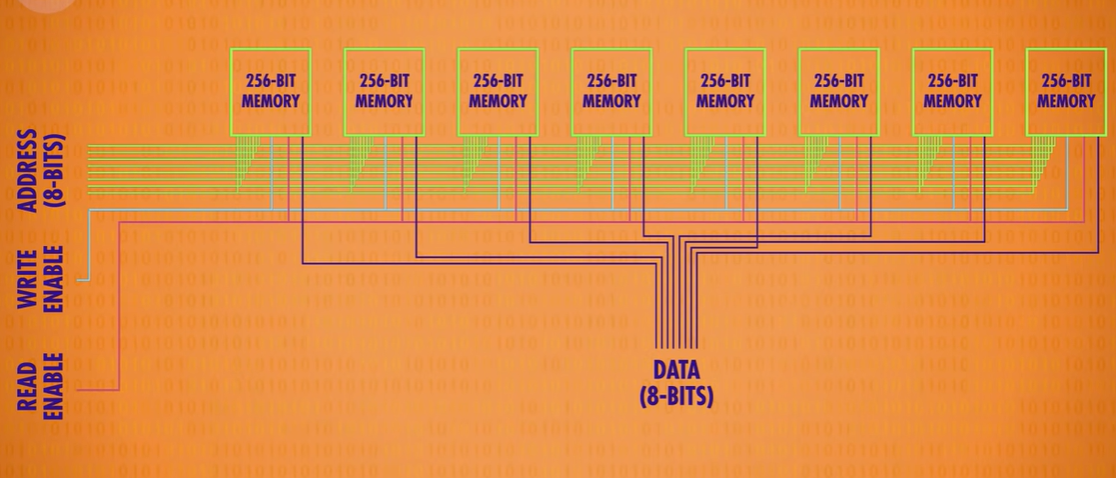 256-BIT
MEMORY
256-BIT
MEMORY
256-BIT
MEMORY
256-BIT
MEMORY
256-BIT
MEMORY
256-BIT
MEMORY
256-BIT
MEMORY
256-BIT
MEMORY
ADDRESS
(8-BITS)
WRITE
ENABLE
READ
ENABLE
DATA
(8-BITS)